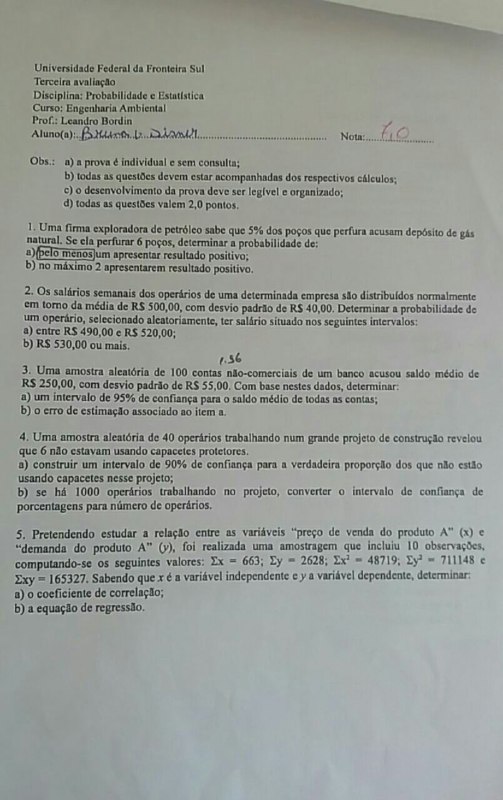 Universidade Federal da Fronteira Sul
Terceira avaliação
Disciplina: Probabilidade e Estatística
Curso: Engenharia Ambiental
Prof.: Leandro Bordin
Aluno(a):
Nota: 7,0
Obs.: a) a prova é individual e sem consulta;
b) todas as questões devem estar acompanhadas dos respectivos cálculos;
c) o desenvolvimento da prova deve ser legível e organizado;
d) todas as questões valem 2,0 pontos.
1. Uma firma exploradora de petróleo sabe que 5% dos poços que perfura acusam depósito de gás
natural. Se ela perfurar 6 poços, determinar a probabilidade de:
a) pelo menos um apresentar resultado positivo;
b) no máximo 2 apresentarem resultado positivo.
2. Os salários semanais dos operários de uma determinada empresa são distribuídos normalmente
em torno da média de R$ 500,00, com desvio padrão de R$ 40,00. Determinar a probabilidade de
um operário, selecionado aleatoriamente, ter salário situado nos seguintes intervalos:
a) entre R$ 490,00 e R$ 520,00;
b) R$ 530,00 ou mais.
1.96
3. Uma amostra aleatória de 100 contas não-comerciais de um banco acusou saldo médio de
R$ 250,00, com desvio padrão de R$ 55,00. Com base nestes dados, determinar:
a) um intervalo de 95% de confiança para o saldo médio de todas as contas;
b) o erro de estimação associado ao item a.
4. Uma amostra aleatória de 40 operários trabalhando num grande projeto de construção revelou
que 6 não estavam usando capacetes protetores.
a) construir um intervalo de 90% de confiança para a verdadeira proporção dos que não estão
usando capacetes nesse projeto;
b) se há 1000 operários trabalhando no projeto, converter o intervalo de confiança de
porcentagens para número de operários.
5. Pretendendo estudar a relação entre as variáveis “preço de venda do produto A” (x) e
“demanda do produto A” (y), foi realizada uma amostragem que incluiu 10 observações,
computando-se os seguintes valores: Σx = 663; Σy = 2628; Σx² = 48719; Σy² = 711148 e
Σxy = 165327. Sabendo que x é a variável independente e y a variável dependente, determinar:
a) o coeficiente de correlação;
b) a equação de regressão.